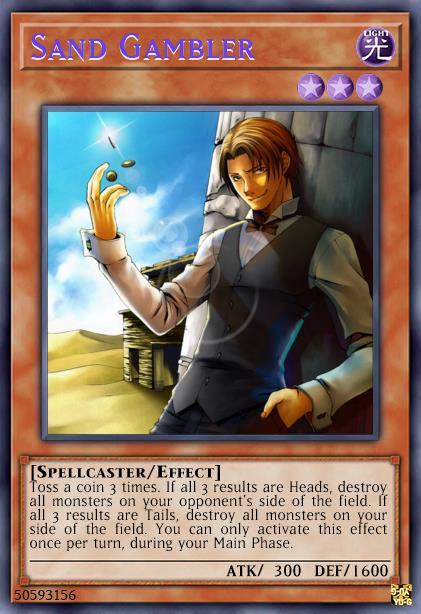 Sand Gambler
LIGHT
光
[Spellcaster/Effect]
Toss a coin 3 times. If all 3 results are Heads, destroy
all monsters on your opponent's side of the field. If
all 3 results are Tails, destroy all monsters on your
side of the field. You can only activate this effect
once per turn, during your Main Phase.
ATK/ 300 DEF/1600
50593156